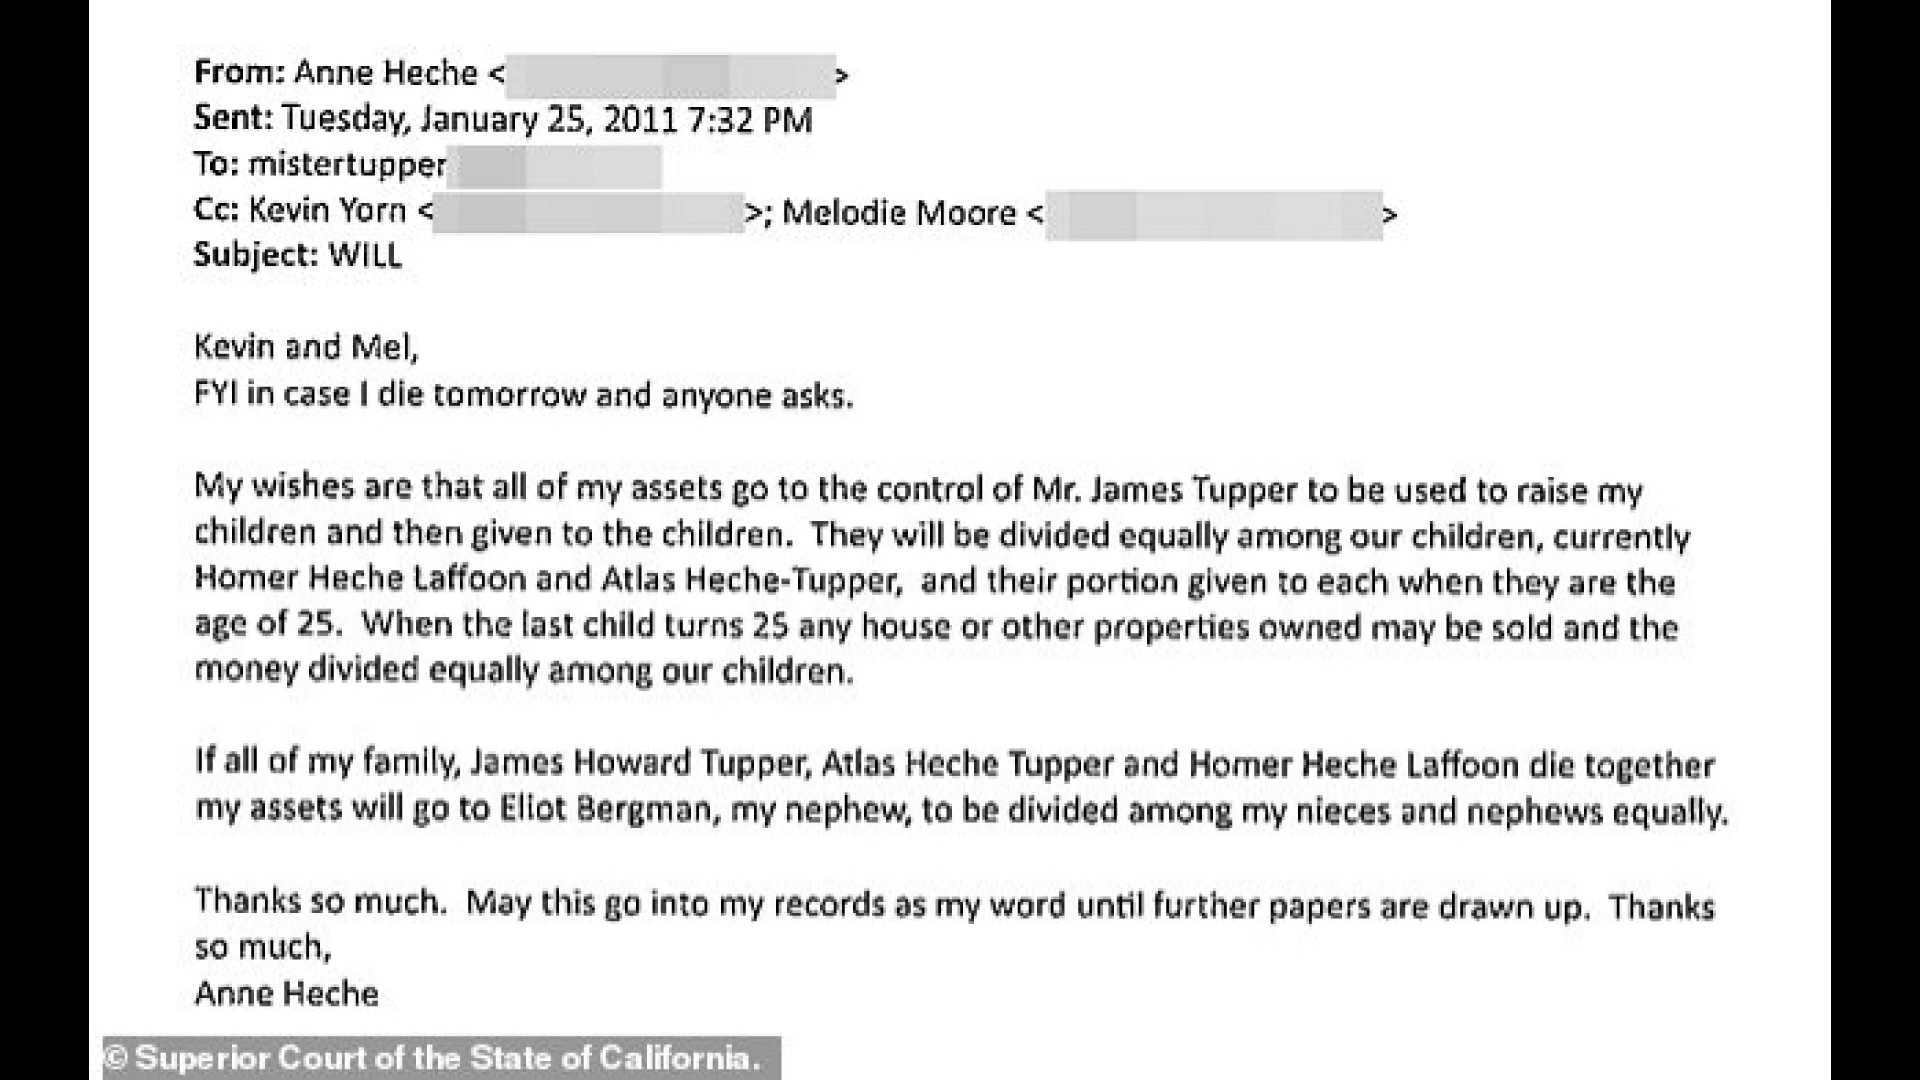 From: Anne Heche < >
Sent: Tuesday, January 25, 2011 7:32 PM
To: mistertupper
Cc: Kevin Yorn < >; Melodie Moore < >
Subject: WILL
Kevin and Mel,
FYI in case I die tomorrow and anyone asks.
My wishes are that all of my assets go to the control of Mr. James Tupper to be used to raise my
children and then given to the children. They will be divided equally among our children, currently
Homer Heche Laffoon and Atlas Heche-Tupper, and their portion given to each when they are the
age of 25. When the last child turns 25 any house or other properties owned may be sold and the
money divided equally among our children.
If all of my family, James Howard Tupper, Atlas Heche Tupper and Homer Heche Laffoon die together
my assets will go to Eliot Bergman, my nephew, to be divided among my nieces and nephews equally.
Thanks so much. May this go into my records as my word until further papers are drawn up. Thanks
so much,
Anne Heche
© Superior Court of the State of California.